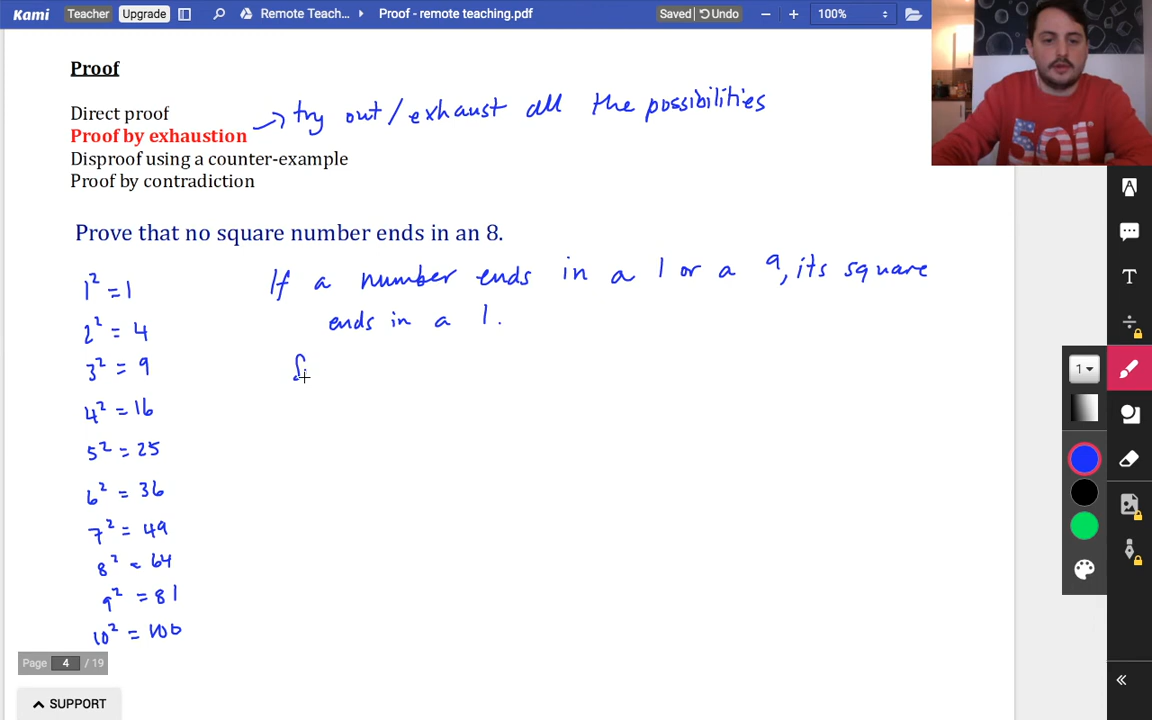 Kami Teacher Upgrade Remote Teach... Proof - remote teaching.pdf Saved Undo 100%
Proof
Direct proof
Proof by exhaustion → try out / exhaust all the possibilities
Disproof using a counter-example
Proof by contradiction
Prove that no square number ends in an 8.
1² = 1
2² = 4
3² = 9
4² = 16
5² = 25
6² = 36
7² = 49
8² = 64
9² = 81
10² = 100
If a number ends in a 1 or a 9, its square
ends in a 1.
501
T
1
Page 4 / 19
SUPPORT